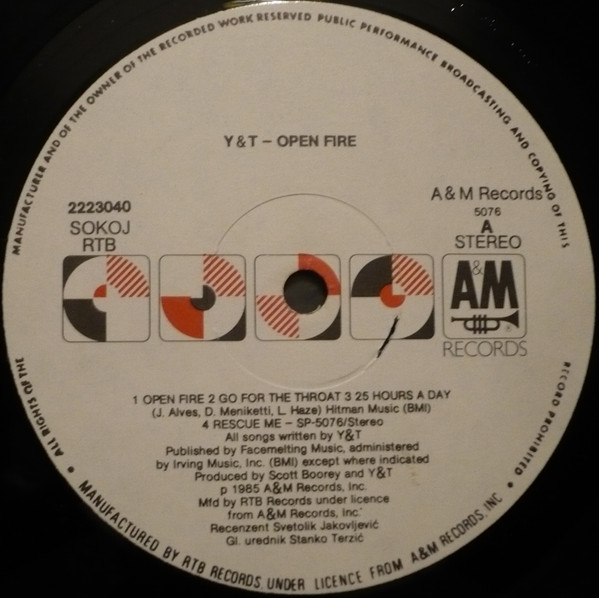 MANUFACTURER AND OF THE OWNER OF THE RECORDED WORK RESERVED PUBLIC PERFORMANCE BROADCASTING AND COPYING OF THIS
Y & T – OPEN FIRE
2223040
SOKOJ
RTB
A & M Records
5076
A
STEREO
A&M
®
RECORDS
1 OPEN FIRE 2 GO FOR THE THROAT 3 25 HOURS A DAY
(J. Alves, D. Meniketti, L. Haze) Hitman Music (BMI)
4 RESCUE ME – SP-5076/Stereo
All songs written by Y&T
Published by Facemelting Music, administered
by Irving Music, Inc. (BMI) except where indicated
Produced by Scott Boorey and Y&T
p 1985 A&M Records, Inc.
Mfd by RTB Records under licence
from A&M Records, Inc.
Recenzent Svetolik Jakovljević
Gl. urednik Stanko Terzić
RECORD PROHIBITED •
• ALL RIGHTS OF THE
MANUFACTURED BY RTB RECORDS UNDER LICENCE FROM A&M RECORDS, INC